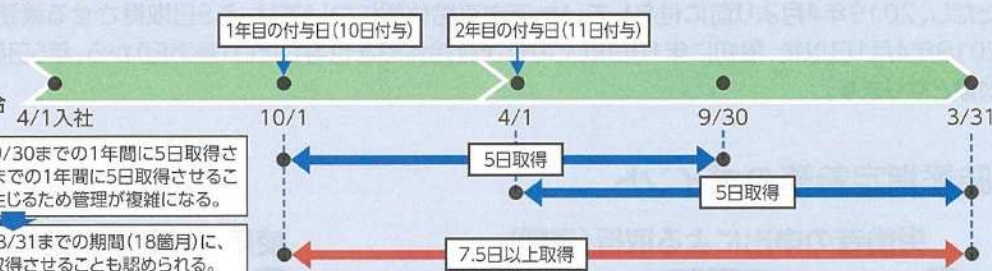 1年目の付与日(10日付与)
2年目の付与日(11日付与)
合
4/1入社
10/1
4/1
9/30
3/31
9/30までの1年間に5日取得さ
までの1年間に5日取得させるこ
生じるため管理が複雑になる。
5日取得
5日取得
3/31までの期間(18箇月)に、
取得させることも認められる。
7.5日以上取得